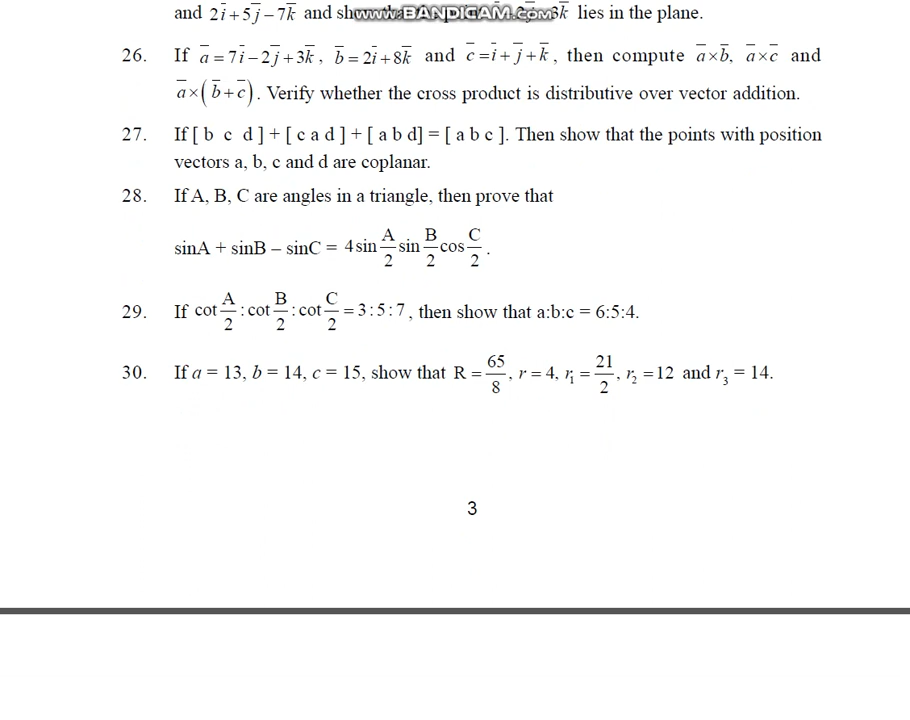 and 2i̅ + 5j̅ − 7k̅ and sh 3k̅ lies in the plane.
www.BANDICAM.com
26. If a̅ = 7i̅ − 2j̅ + 3k̅, b̅ = 2i̅ + 8k̅ and c̅ = i̅ + j̅ + k̅, then compute a̅ × b̅, a̅ × c̅ and
a̅ × (b̅ + c̅). Verify whether the cross product is distributive over vector addition.
27. If [ b c d ] + [ c a d ] + [ a b d] = [ a b c ]. Then show that the points with position
vectors a, b, c and d are coplanar.
28. If A, B, C are angles in a triangle, then prove that
sinA + sinB – sinC = 4 sin A/2 sin B/2 cos C/2 .
29. If cot A/2 : cot B/2 : cot C/2 = 3 : 5 : 7, then show that a:b:c = 6:5:4.
30. If a = 13, b = 14, c = 15, show that R = 65/8, r = 4, r₁ = 21/2, r₂ = 12 and r₃ = 14.
3